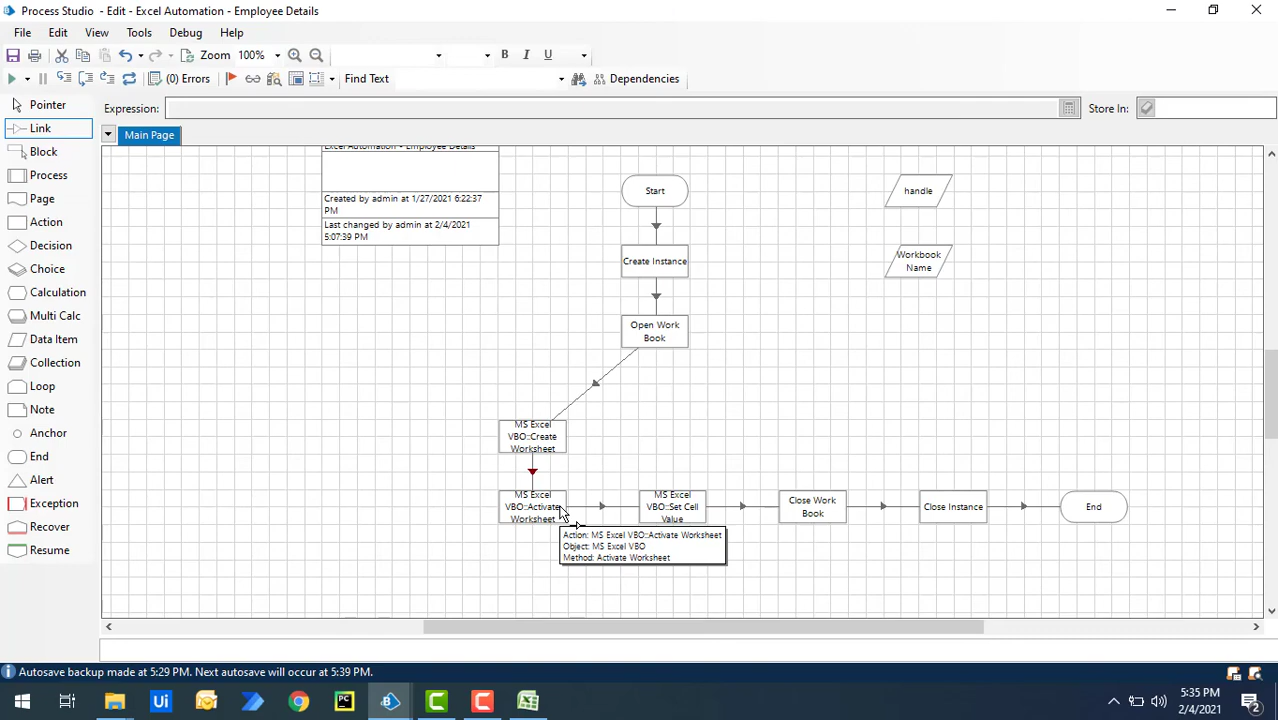 Process Studio - Edit - Excel Automation - Employee Details
File Edit View Tools Debug Help
Zoom 100% B I U
(0) Errors Find Text Dependencies
Expression: Store In:
Pointer
Link
Block
Process
Page
Action
Decision
Choice
Calculation
Multi Calc
Data Item
Collection
Loop
Note
Anchor
End
Alert
Exception
Recover
Resume
Main Page
Excel Automation - Employee Details
Created by admin at 1/27/2021 6:22:37
PM
Last changed by admin at 2/4/2021
5:07:39 PM
Start
handle
Create Instance
Workbook
Name
Open Work
Book
MS Excel
VBO::Create
Worksheet
MS Excel
VBO::Activate
Worksheet
MS Excel
VBO::Set Cell
Value
Close Work
Book
Close Instance
End
Action: MS Excel VBO::Activate Worksheet
Object: MS Excel VBO
Method: Activate Worksheet
Autosave backup made at 5:29 PM. Next autosave will occur at 5:39 PM.
Ui
PC
C
C
5:35 PM
2/4/2021
2